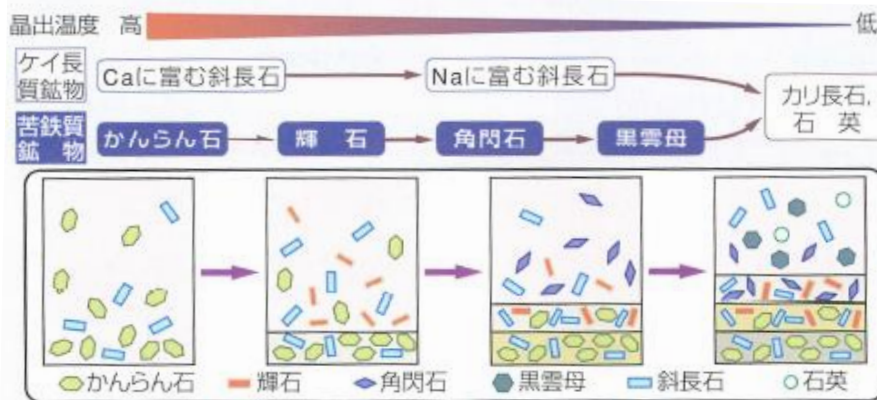 晶出温度 高 低
ケイ長
質鉱物
Caに富む斜長石 Naに富む斜長石
カリ長石,
石英
苦鉄質
鉱物
かんらん石 輝石 角閃石 黒雲母
かんらん石 輝石 角閃石 黒雲母 斜長石 石英